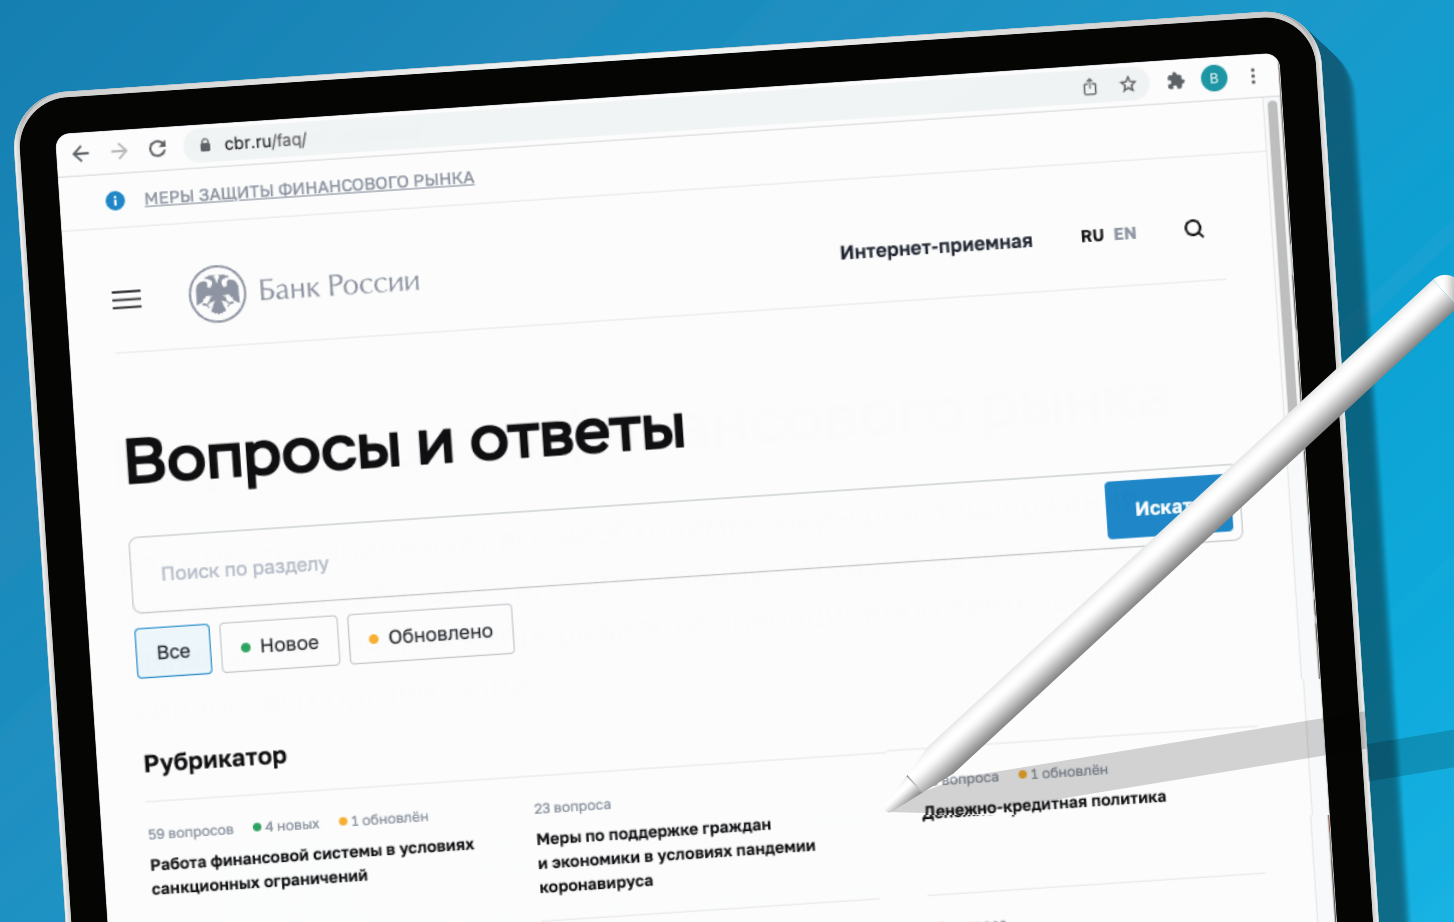 cbr.ru/faq/
B
МЕРЫ ЗАЩИТЫ ФИНАНСОВОГО РЫНКА
Банк России
Интернет-приемная
RU EN
Вопросы и ответы
Поиск по разделу
Все
Новое
Обновлено
Рубрикатор
59 вопросов 4 новых 1 обновлён
Работа финансовой системы в условиях
санкционных ограничений
23 вопроса
Меры по поддержке граждан
и экономики в условиях пандемии
коронавируса
вопроса 1 обновлён
Денежно-кредитная политика